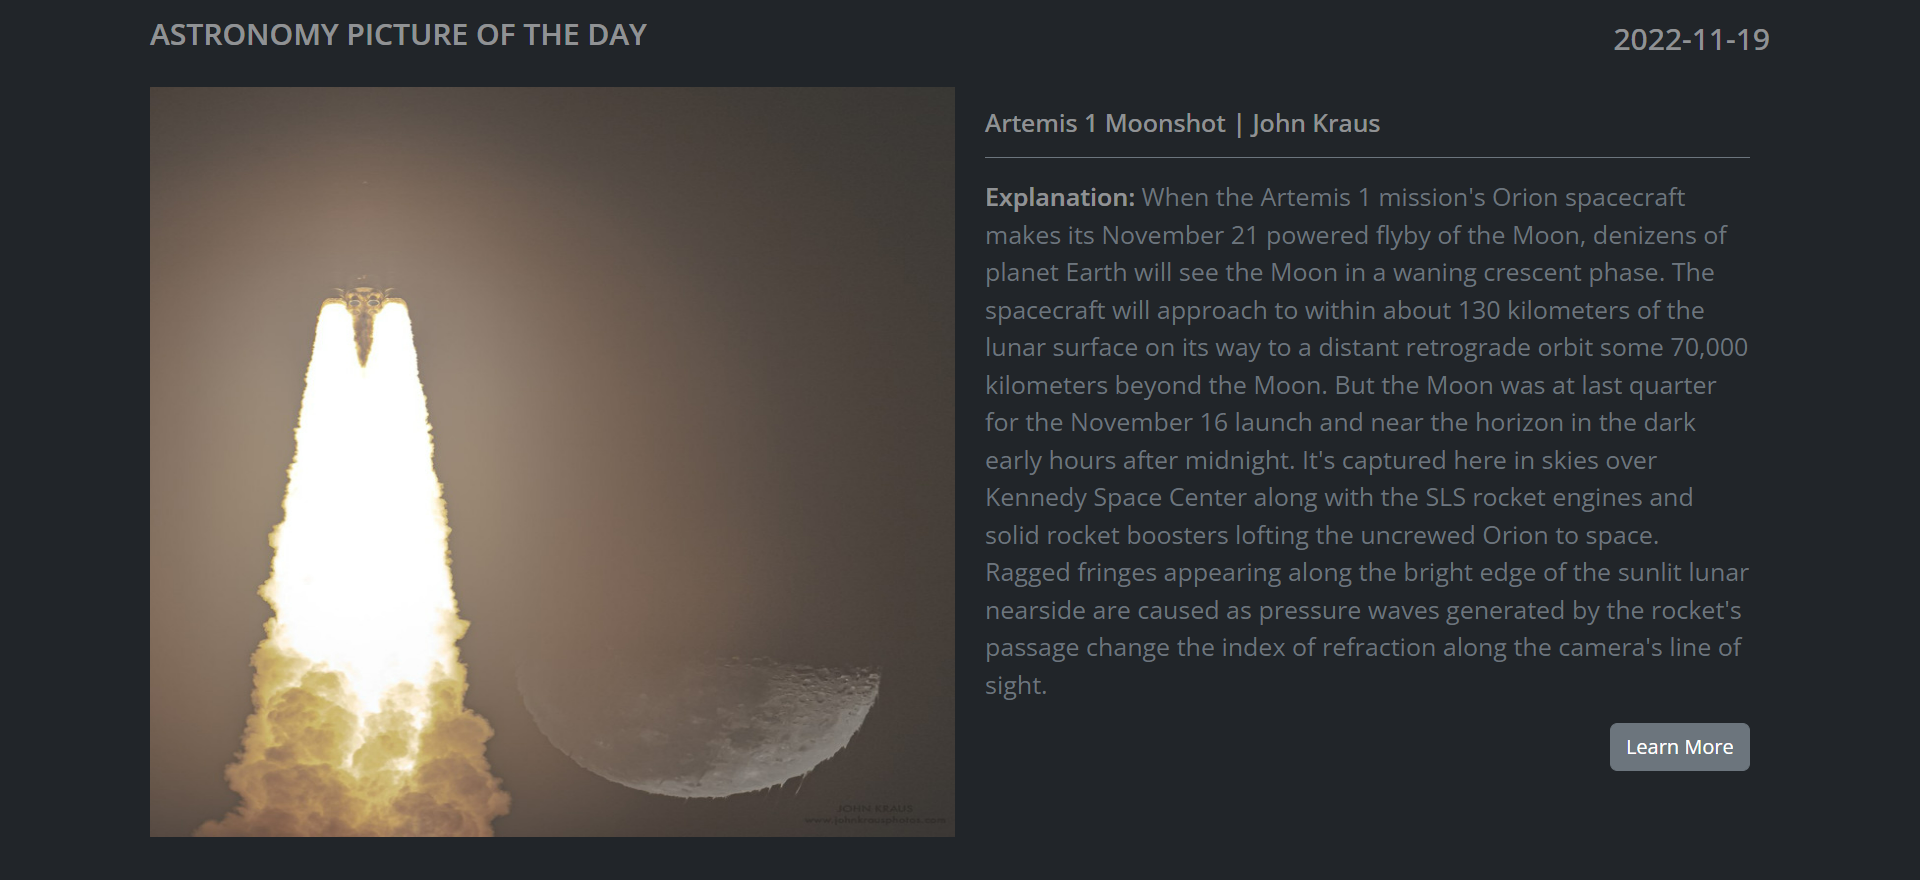 ASTRONOMY PICTURE OF THE DAY
2022-11-19
Artemis 1 Moonshot | John Kraus
Explanation: When the Artemis 1 mission's Orion spacecraft
makes its November 21 powered flyby of the Moon, denizens of
planet Earth will see the Moon in a waning crescent phase. The
spacecraft will approach to within about 130 kilometers of the
lunar surface on its way to a distant retrograde orbit some 70,000
kilometers beyond the Moon. But the Moon was at last quarter
for the November 16 launch and near the horizon in the dark
early hours after midnight. It's captured here in skies over
Kennedy Space Center along with the SLS rocket engines and
solid rocket boosters lofting the uncrewed Orion to space.
Ragged fringes appearing along the bright edge of the sunlit lunar
nearside are caused as pressure waves generated by the rocket's
passage change the index of refraction along the camera's line of
sight.
Learn More
JOHN KRAUS
www.johnkrausphotos.com